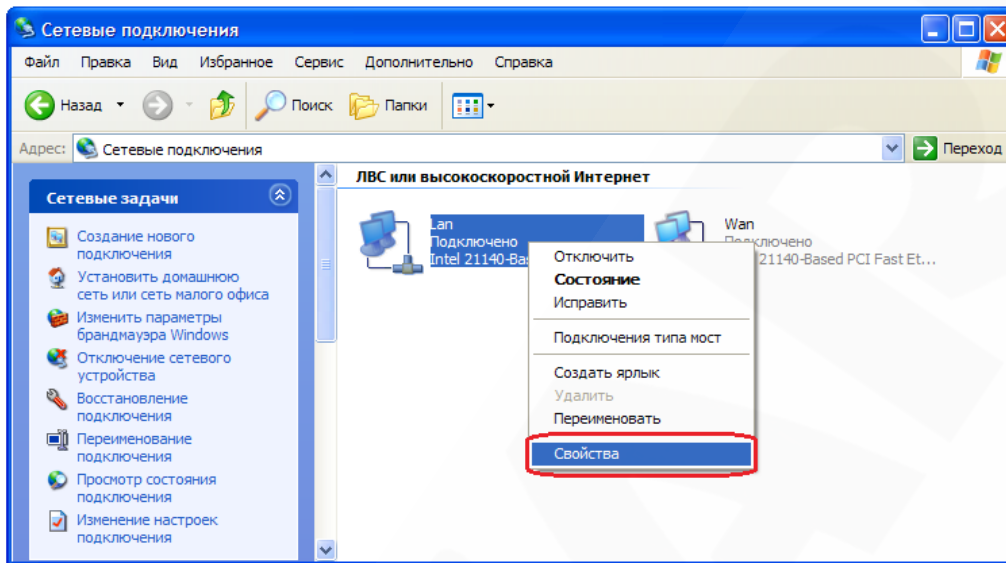 Сетевые подключения
Файл Правка Вид Избранное Сервис Дополнительно Справка
Назад Поиск Папки
Адрес: Сетевые подключения Переход
Сетевые задачи
Создание нового
подключения
Установить домашнюю
сеть или сеть малого офиса
Изменить параметры
брандмауэра Windows
Отключение сетевого
устройства
Восстановление
подключения
Переименование
подключения
Просмотр состояния
подключения
Изменение настроек
подключения
ЛВС или высокоскоростной Интернет
Lan
Подключено
Intel 21140-Bas
Wan
Подключено
21140-Based PCI Fast Et...
Отключить
Состояние
Исправить
Подключения типа мост
Создать ярлык
Удалить
Переименовать
Свойства